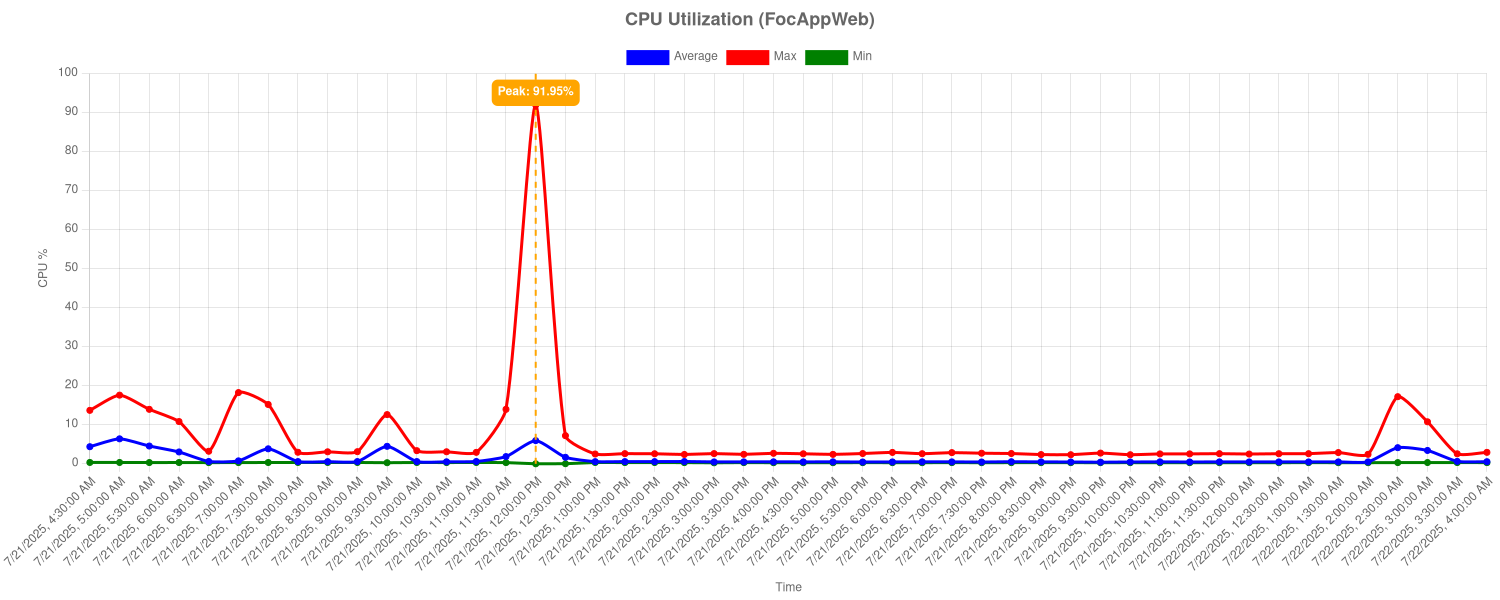 CPU Utilization (FocAppWeb)
Average Max Min
Peak: 91.95%
100
90
80
70
60
50
40
30
20
10
0
CPU %
7/21/2025, 4:30:00 AM
7/21/2025, 5:00:00 AM
7/21/2025, 5:30:00 AM
7/21/2025, 6:00:00 AM
7/21/2025, 6:30:00 AM
7/21/2025, 7:00:00 AM
7/21/2025, 7:30:00 AM
7/21/2025, 8:00:00 AM
7/21/2025, 8:30:00 AM
7/21/2025, 9:00:00 AM
7/21/2025, 9:30:00 AM
7/21/2025, 10:00:00 AM
7/21/2025, 10:30:00 AM
7/21/2025, 11:00:00 AM
7/21/2025, 11:30:00 AM
7/21/2025, 12:00:00 PM
7/21/2025, 12:30:00 PM
7/21/2025, 1:00:00 PM
7/21/2025, 1:30:00 PM
7/21/2025, 2:00:00 PM
7/21/2025, 2:30:00 PM
7/21/2025, 3:00:00 PM
7/21/2025, 3:30:00 PM
7/21/2025, 4:00:00 PM
7/21/2025, 4:30:00 PM
7/21/2025, 5:00:00 PM
7/21/2025, 5:30:00 PM
7/21/2025, 6:00:00 PM
7/21/2025, 6:30:00 PM
7/21/2025, 7:00:00 PM
7/21/2025, 7:30:00 PM
7/21/2025, 8:00:00 PM
7/21/2025, 8:30:00 PM
7/21/2025, 9:00:00 PM
7/21/2025, 9:30:00 PM
7/21/2025, 10:00:00 PM
7/21/2025, 10:30:00 PM
7/21/2025, 11:00:00 PM
7/21/2025, 11:30:00 PM
7/22/2025, 12:00:00 AM
7/22/2025, 12:30:00 AM
7/22/2025, 1:00:00 AM
7/22/2025, 1:30:00 AM
7/22/2025, 2:00:00 AM
7/22/2025, 2:30:00 AM
7/22/2025, 3:00:00 AM
7/22/2025, 3:30:00 AM
7/22/2025, 4:00:00 AM
Time